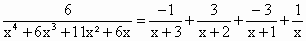 6/(x⁴+6x³+11x²+6x) = -1/(x+3) + 3/(x+2) + -3/(x+1) + 1/x